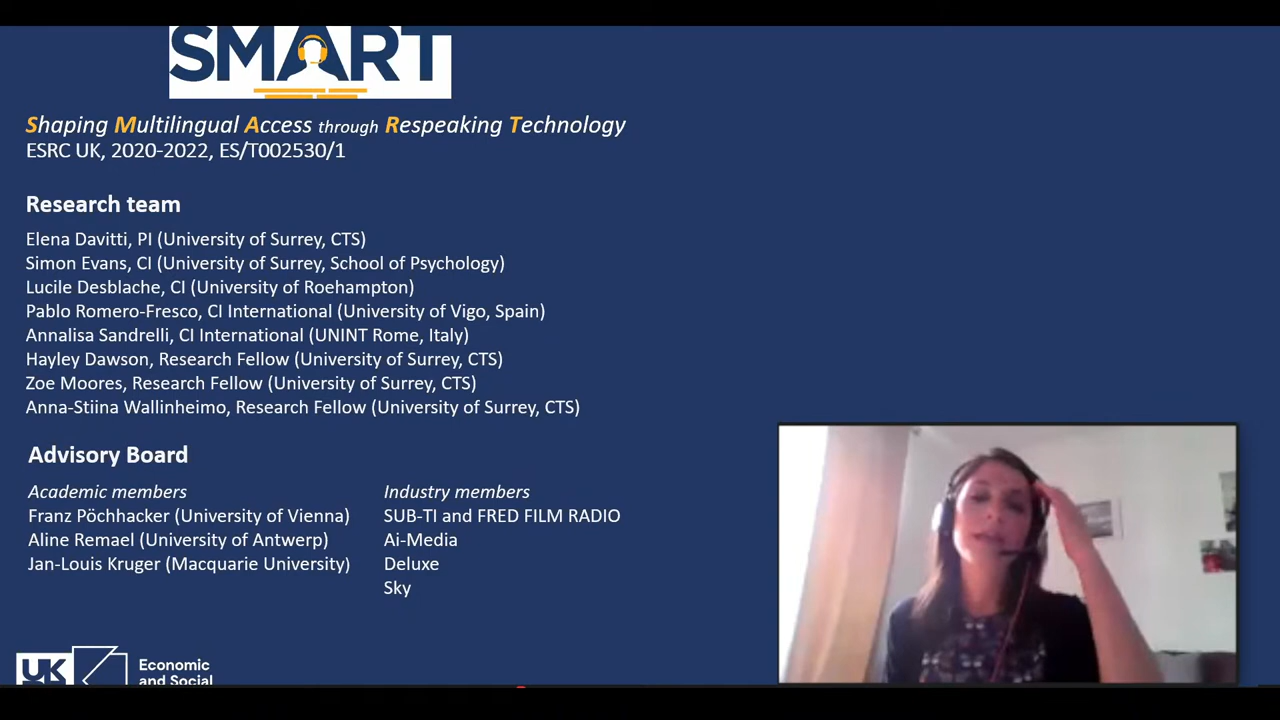 SMART
Shaping Multilingual Access through Respeaking Technology
ESRC UK, 2020-2022, ES/T002530/1
Research team
Elena Davitti, PI (University of Surrey, CTS)
Simon Evans, CI (University of Surrey, School of Psychology)
Lucile Desblache, CI (University of Roehampton)
Pablo Romero-Fresco, CI International (University of Vigo, Spain)
Annalisa Sandrelli, CI International (UNINT Rome, Italy)
Hayley Dawson, Research Fellow (University of Surrey, CTS)
Zoe Moores, Research Fellow (University of Surrey, CTS)
Anna-Stiina Wallinheimo, Research Fellow (University of Surrey, CTS)
Advisory Board
Academic members
Franz Pöchhacker (University of Vienna)
Aline Remael (University of Antwerp)
Jan-Louis Kruger (Macquarie University)
Industry members
SUB-TI and FRED FILM RADIO
Ai-Media
Deluxe
Sky
UK
Economic
and Social